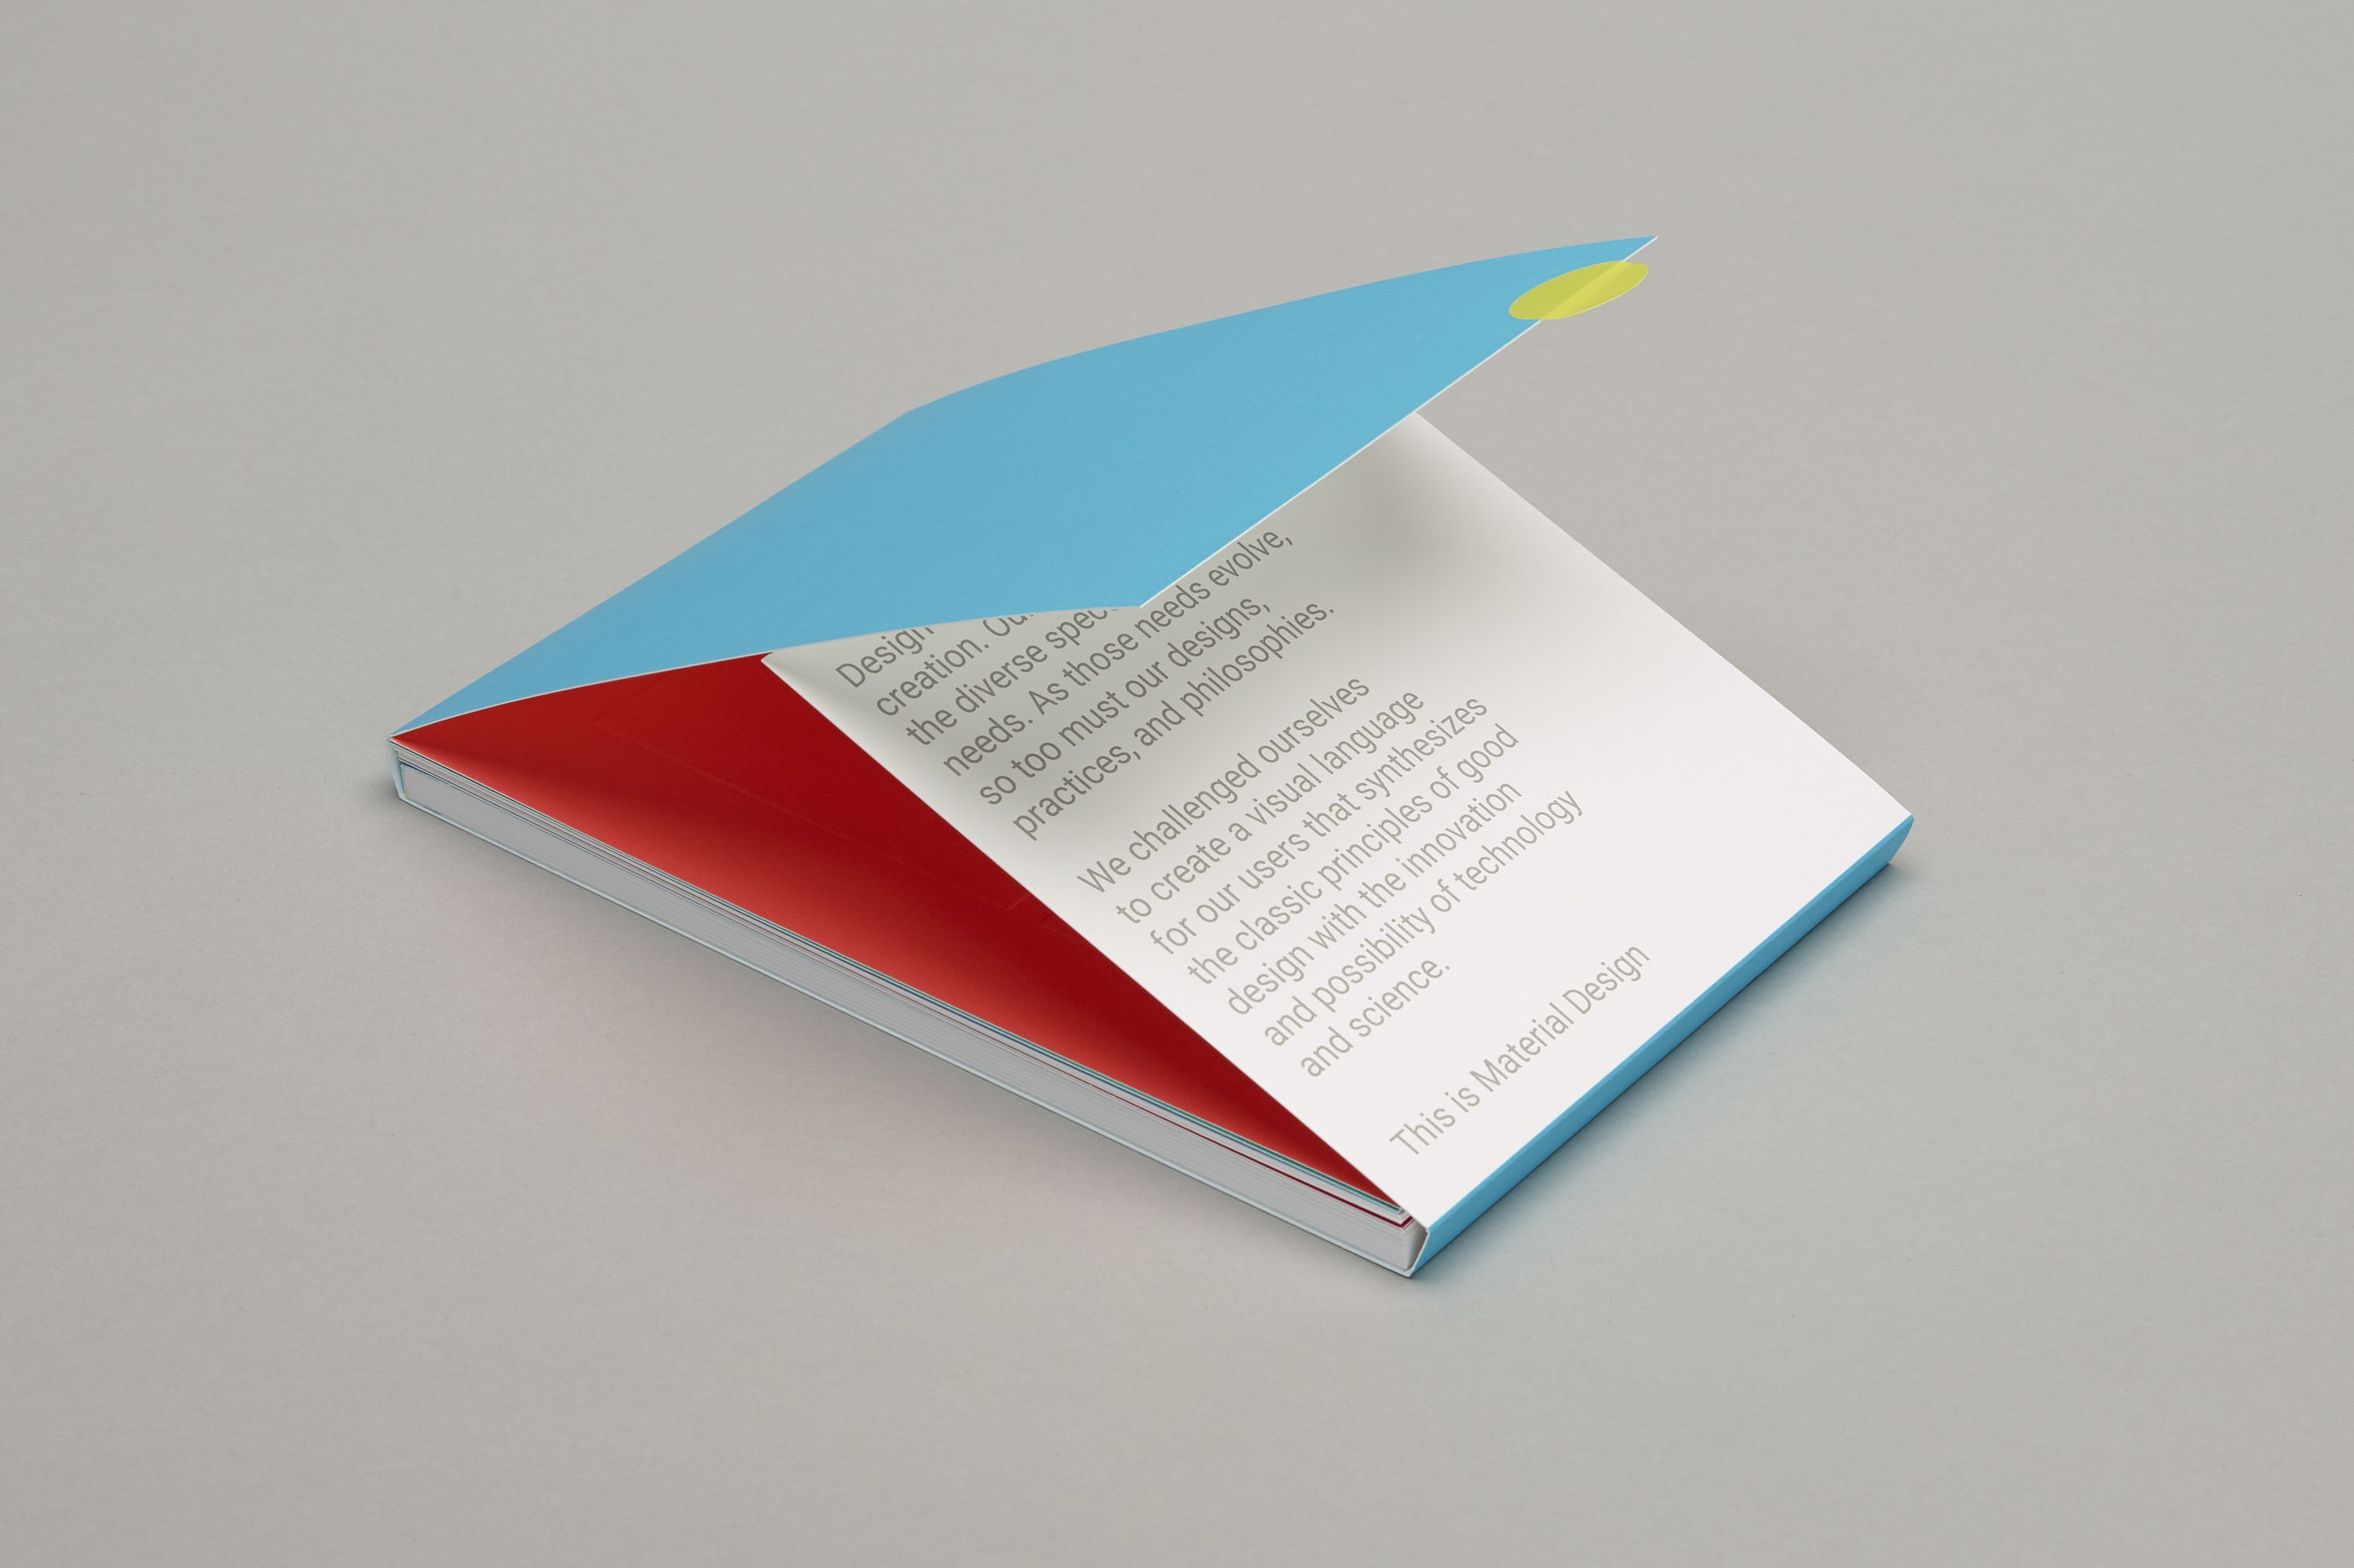 Design
creation.
the diverse
needs. As those needs evolve,
so too must our designs,
practices, and philosophies.
We challenged ourselves
to create a visual language
for our users that synthesizes
the classic principles of good
design with the innovation
and possibility of technology
and science.
This is Material Design